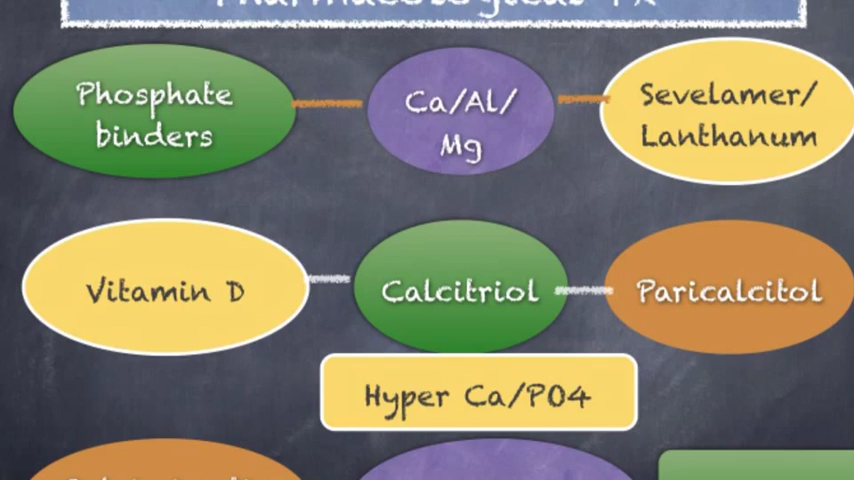 Phosphate
binders
Ca/Al/
Mg
Sevelamer/
Lanthanum
Vitamin D
Calcitriol
Paricalcitol
Hyper Ca/PO4